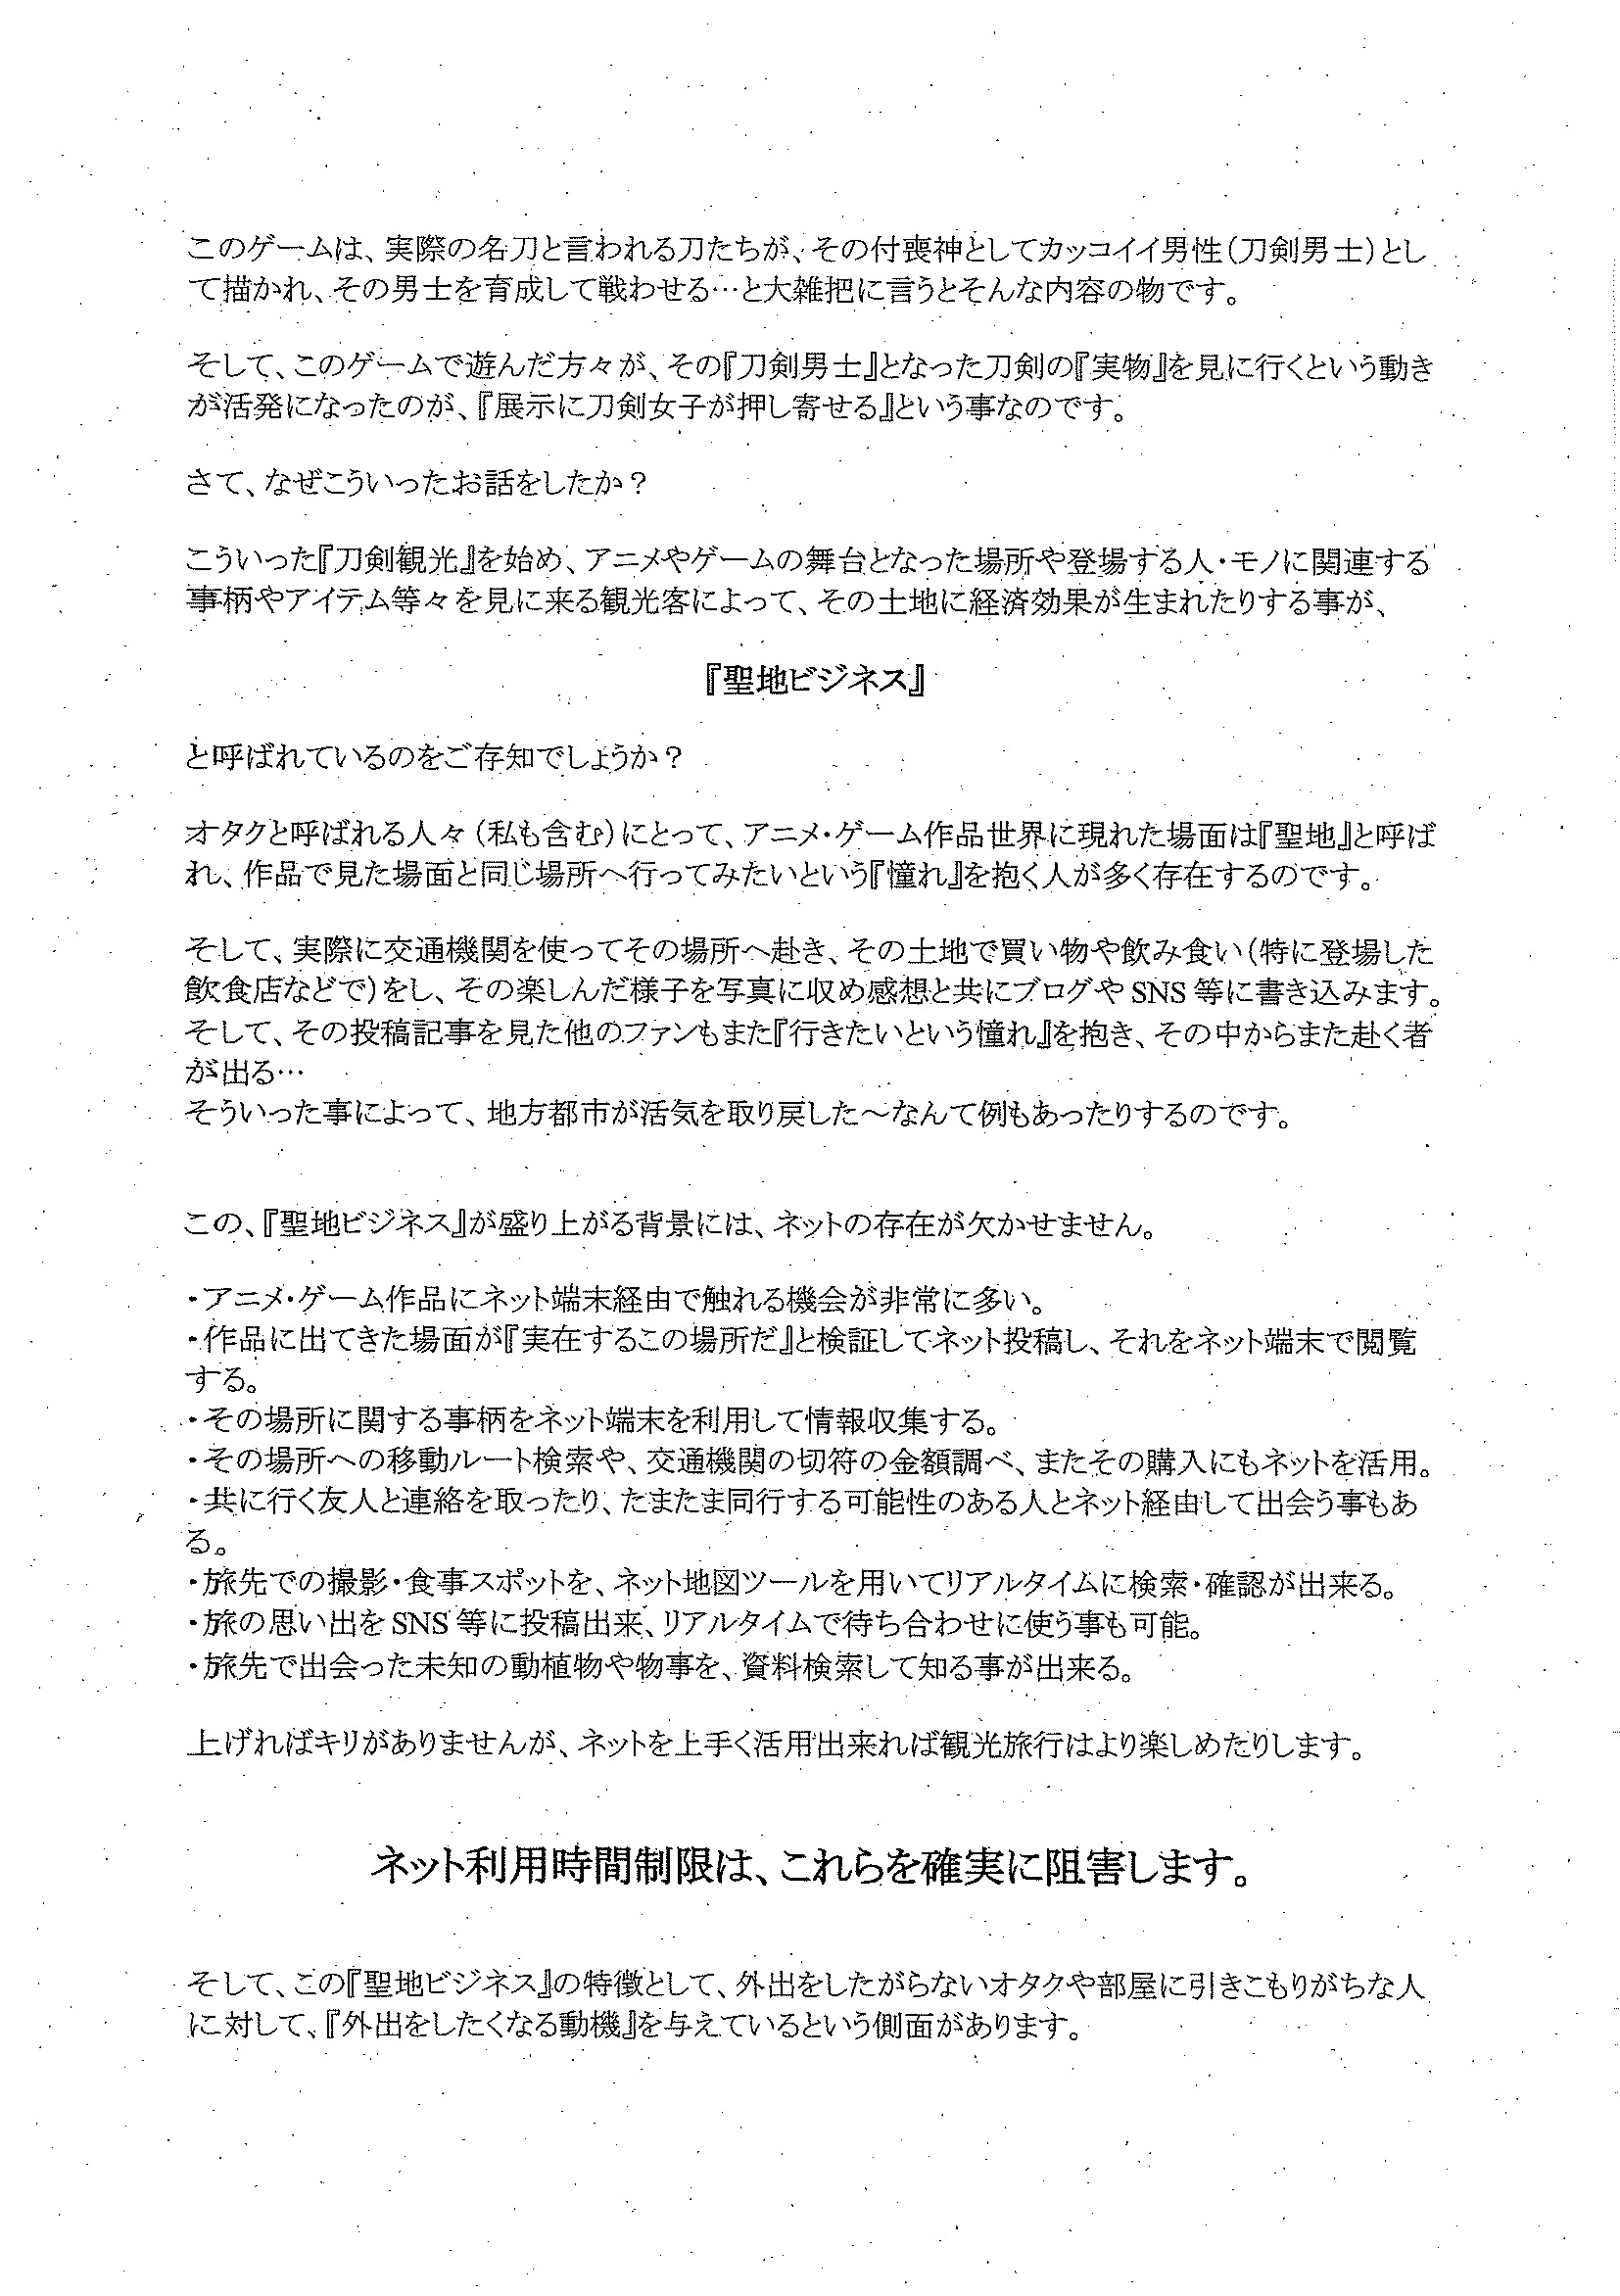 このゲームは、実際の名刀と言われる刀たちが、その付喪神としてカッコイイ男性(刀剣男士)とし
て描かれ、その男士を育成して戦わせる…と大雑把に言うとそんな内容の物です。
そして、このゲームで遊んだ方々が、その『刀剣男士』となった刀剣の『実物』を見に行くという動き
が活発になったのが、『展示に刀剣女子が押し寄せる』という事なのです。
さて、なぜこういったお話をしたか?
こういった『刀剣観光』を始め、アニメやゲームの舞台となった場所や登場する人・モノに関連する
事柄やアイテム等々を見に来る観光客によって、その土地に経済効果が生まれたりする事が、
『聖地ビジネス』
と呼ばれているのをご存知でしょうか?
オタクと呼ばれる人々(私も含む)にとって、アニメ・ゲーム作品世界に現れた場面は『聖地』と呼ば
れ、作品で見た場面と同じ場所へ行ってみたいという『憧れ』を抱く人が多く存在するのです。
そして、実際に交通機関を使ってその場所へ赴き、その土地で買い物や飲み食い(特に登場した
飲食店などで)をし、その楽しんだ様子を写真に収め感想と共にブログや SNS 等に書き込みます。
そして、その投稿記事を見た他のファンもまた『行きたいという憧れ』を抱き、その中からまた赴く者
が出る…
そういった事によって、地方都市が活気を取り戻した～なんて例もあったりするのです。
この、『聖地ビジネス』が盛り上がる背景には、ネットの存在が欠かせません。
・アニメ・ゲーム作品にネット端末経由で触れる機会が非常に多い。
・作品に出てきた場面が『実在するこの場所だ』と検証してネット投稿し、それをネット端末で閲覧
する。
・その場所に関する事柄をネット端末を利用して情報収集する。
・その場所への移動ルート検索や、交通機関の切符の金額調べ、またその購入にもネットを活用。
・共に行く友人と連絡を取ったり、たまたま同行する可能性のある人とネット経由して出会う事もあ
る。
・旅先での撮影・食事スポットを、ネット地図ツールを用いてリアルタイムに検索・確認が出来る。
・旅の思い出を SNS 等に投稿出来、リアルタイムで待ち合わせに使う事も可能。
・旅先で出会った未知の動植物や物事を、資料検索して知る事が出来る。
上げればキリがありませんが、ネットを上手く活用出来れば観光旅行はより楽しめたりします。
ネット利用時間制限は、これらを確実に阻害します。
そして、この『聖地ビジネス』の特徴として、外出をしたがらないオタクや部屋に引きこもりがちな人
に対して、『外出をしたくなる動機』を与えているという側面があります。